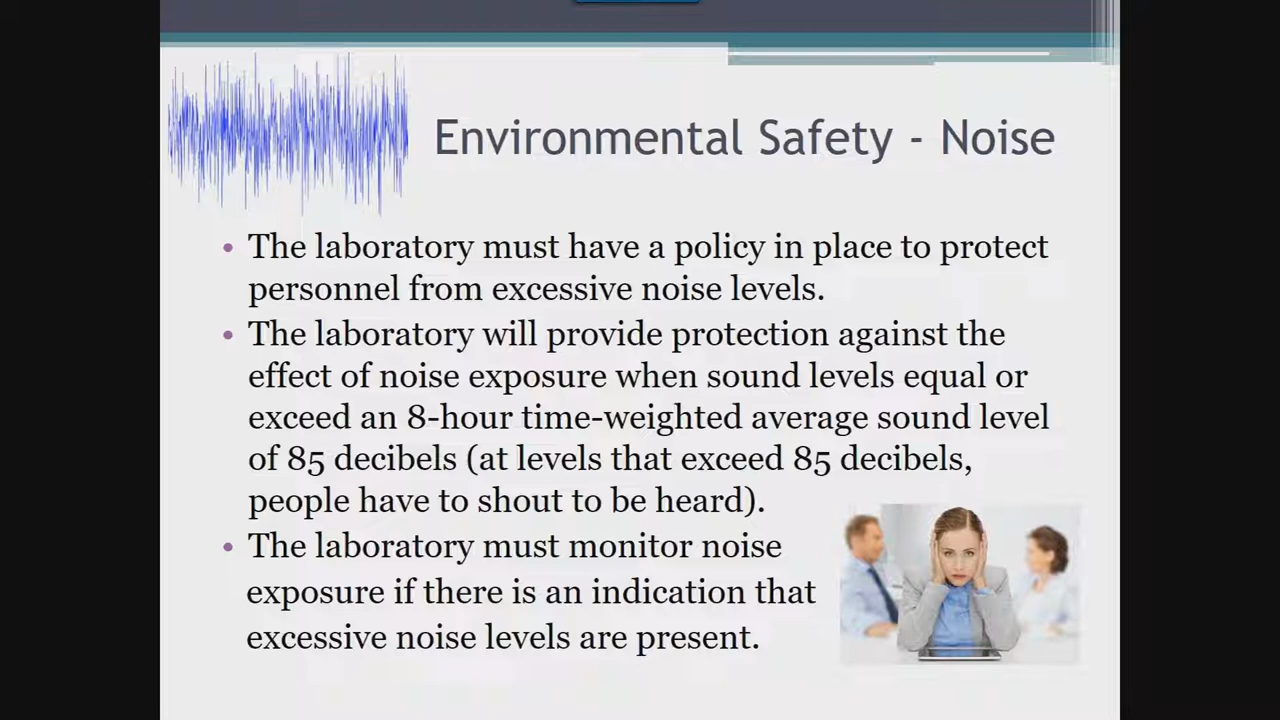 Environmental Safety - Noise
• The laboratory must have a policy in place to protect
personnel from excessive noise levels.
• The laboratory will provide protection against the
effect of noise exposure when sound levels equal or
exceed an 8-hour time-weighted average sound level
of 85 decibels (at levels that exceed 85 decibels,
people have to shout to be heard).
• The laboratory must monitor noise
exposure if there is an indication that
excessive noise levels are present.